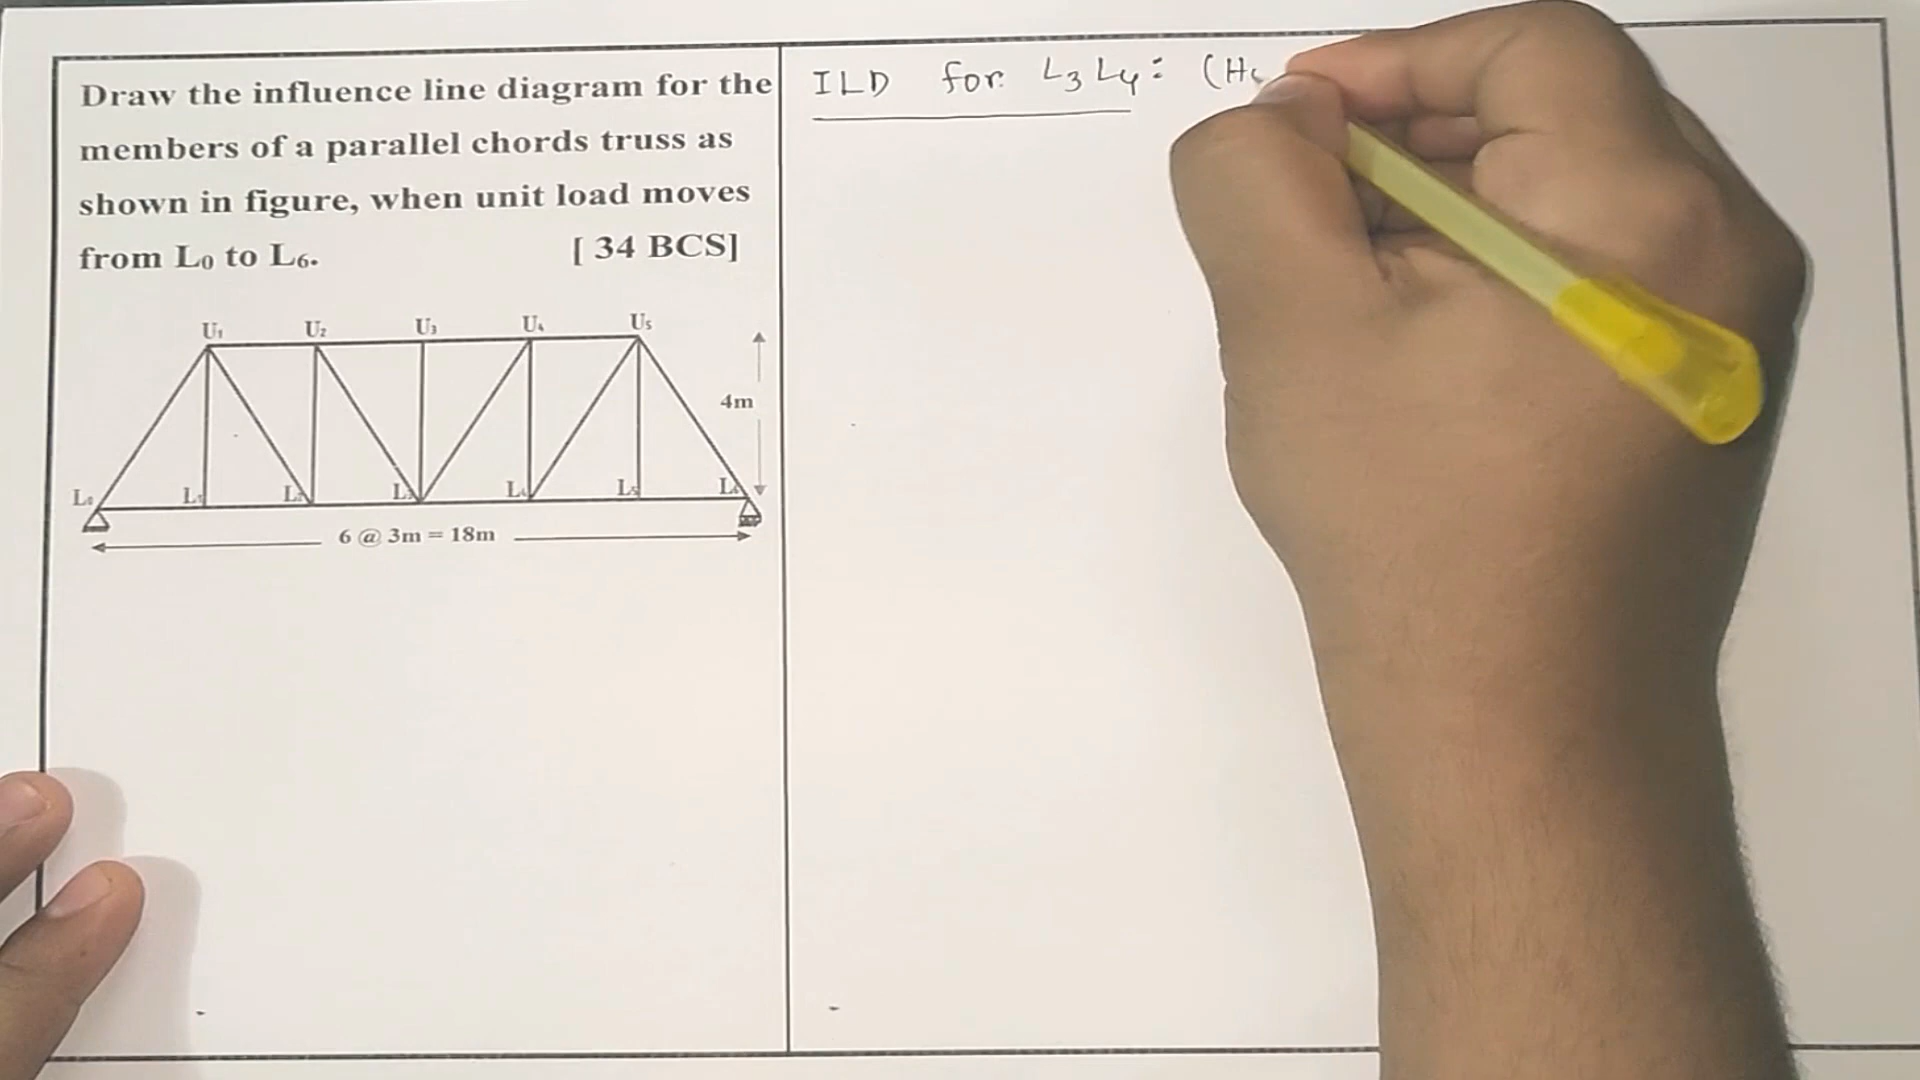 Draw the influence line diagram for the
members of a parallel chords truss as
shown in figure, when unit load moves
from L0 to L6.
[ 34 BCS]
ILD for L3L4: (Ho
U1 U2 U3 U4 U5
4m
L0 L1 L2 L3 L4 L5 L6
6 @ 3m = 18m